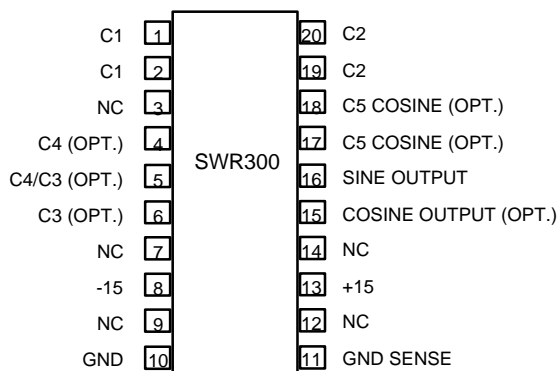 C1 1 20 C2
C1 2 19 C2
NC 3 18 C5 COSINE (OPT.)
C4 (OPT.) 4 17 C5 COSINE (OPT.)
SWR300
C4/C3 (OPT.) 5 16 SINE OUTPUT
C3 (OPT.) 6 15 COSINE OUTPUT (OPT.)
NC 7 14 NC
-15 8 13 +15
NC 9 12 NC
GND 10 11 GND SENSE